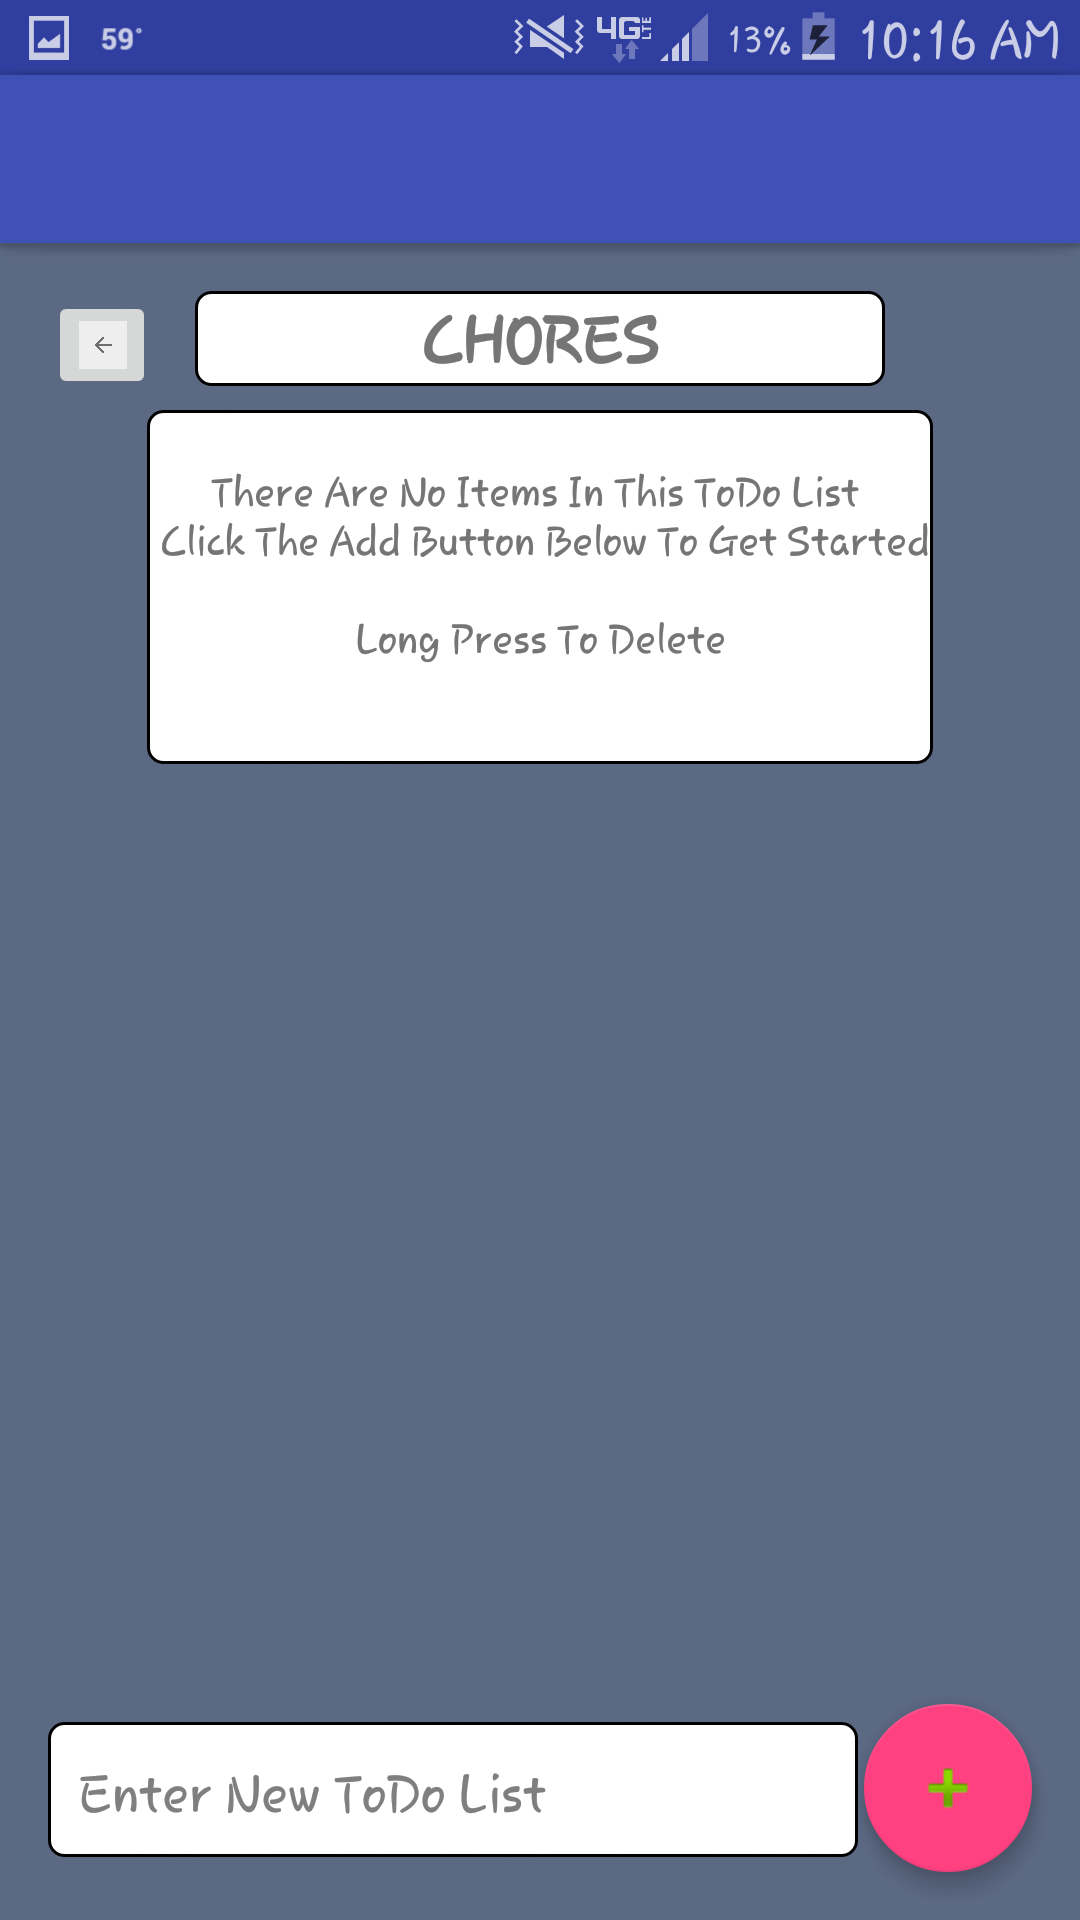 59°
4G LTE 13% 10:16 AM
CHORES
There Are No Items In This ToDo List
Click The Add Button Below To Get Started
Long Press To Delete
Enter New ToDo List